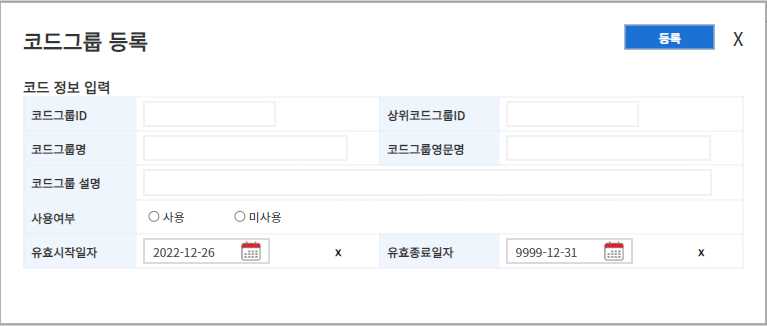 코드그룹 등록
등록 X
코드 정보 입력
코드그룹ID 상위코드그룹ID
코드그룹명 코드그룹영문명
코드그룹 설명
사용여부 사용 미사용
유효시작일자 2022-12-26 x 유효종료일자 9999-12-31 x